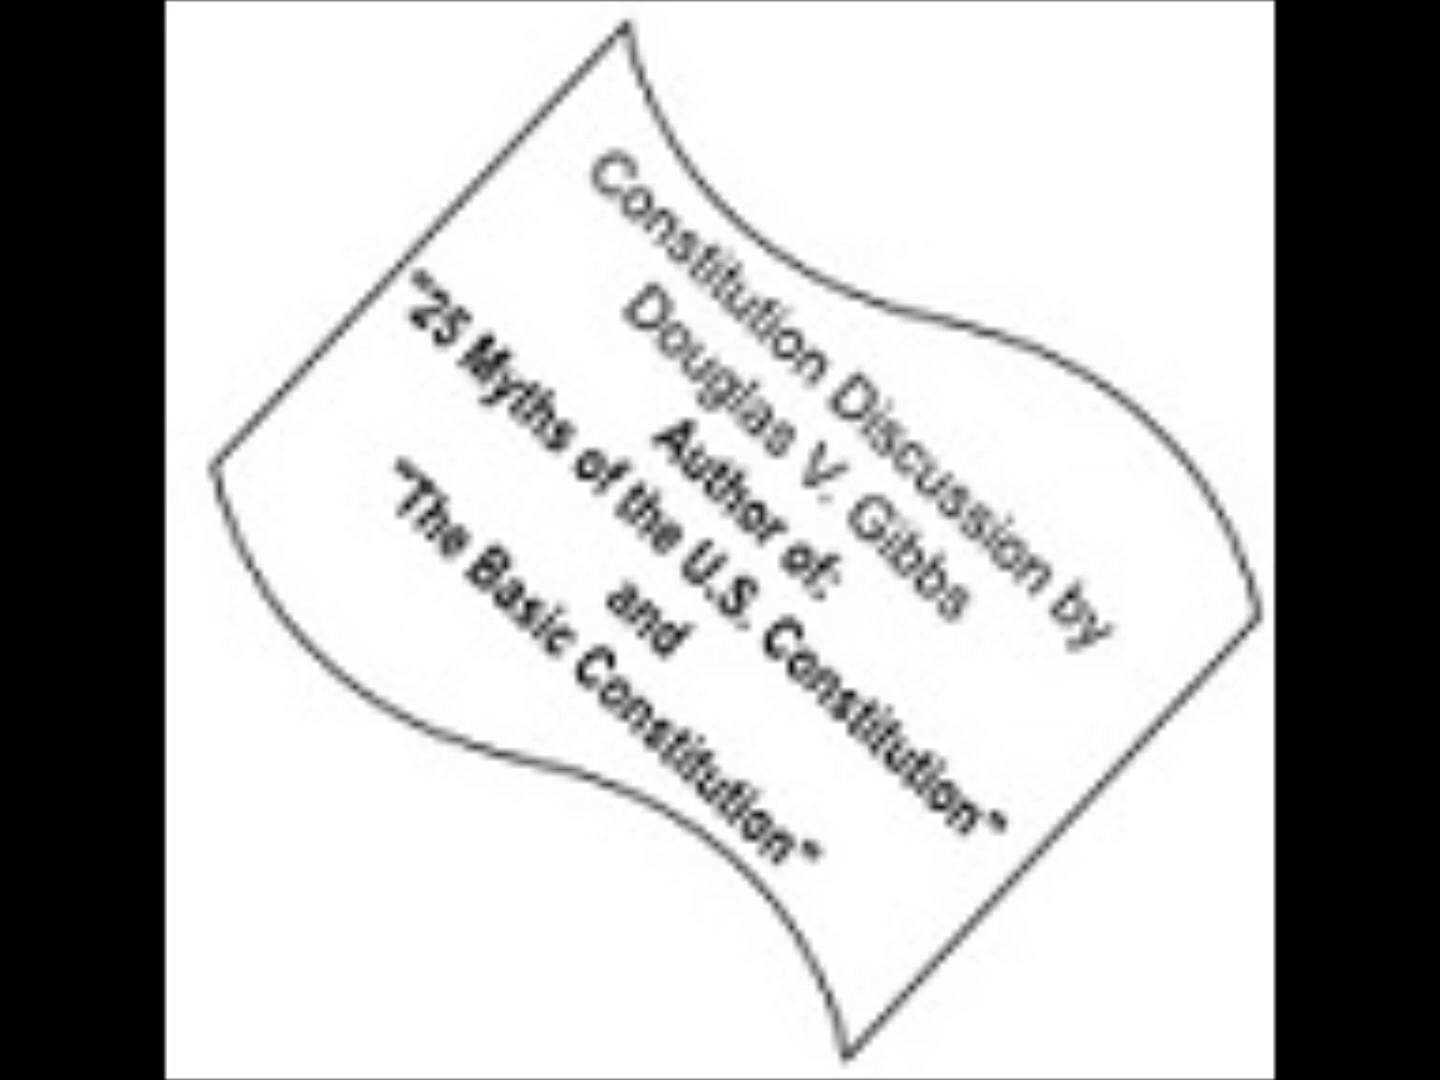 Constitution Discussion by
Douglas V. Gibbs
Author of:
"25 Myths of the U.S. Constitution"
and
"The Basic Constitution"